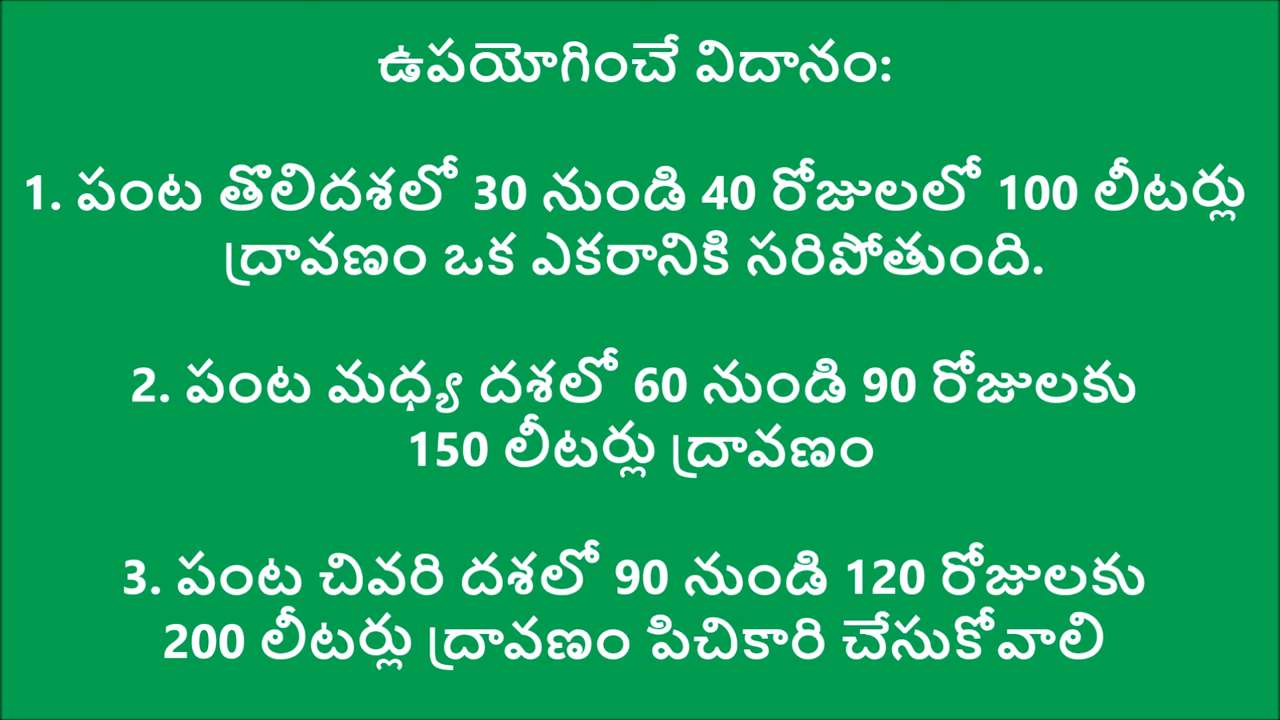 ఉపయోగించే విదానం:
1. పంట తొలిదశలో 30 నుండి 40 రోజులలో 100 లీటర్లు
ద్రావణం ఒక ఎకరానికి సరిపోతుంది.
2. పంట మధ్య దశలో 60 నుండి 90 రోజులకు
150 లీటర్లు ద్రావణం
3. పంట చివరి దశలో 90 నుండి 120 రోజులకు
200 లీటర్లు ద్రావణం పిచికారి చేసుకోవాలి